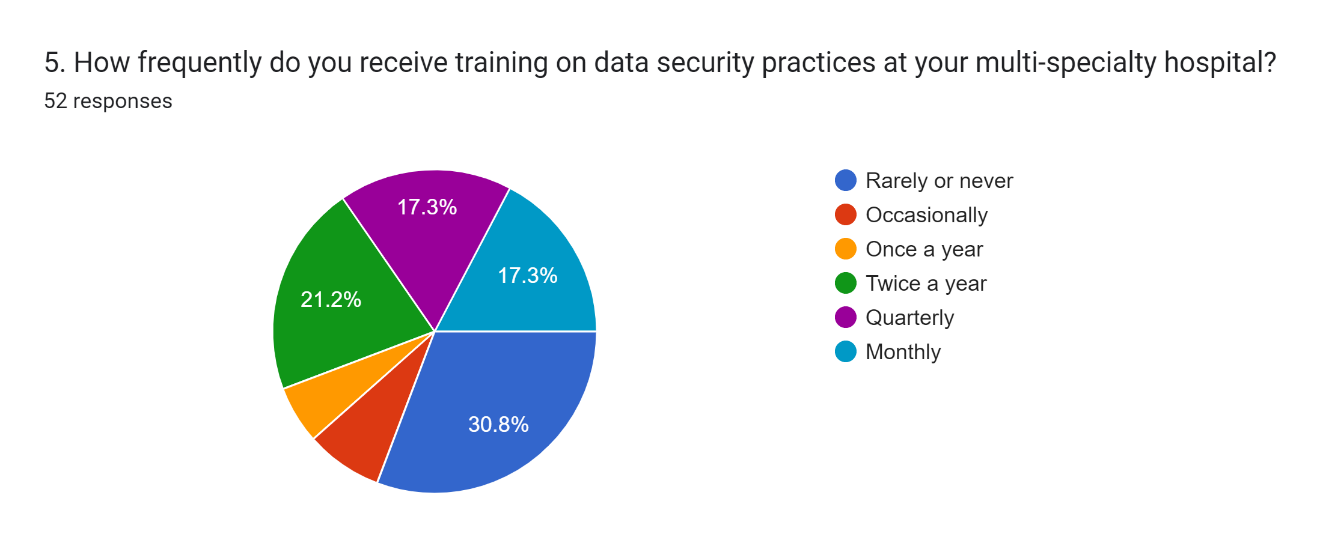 5. How frequently do you receive training on data security practices at your multi-specialty hospital?
52 responses
17.3%
17.3%
21.2%
30.8%
Rarely or never
Occasionally
Once a year
Twice a year
Quarterly
Monthly